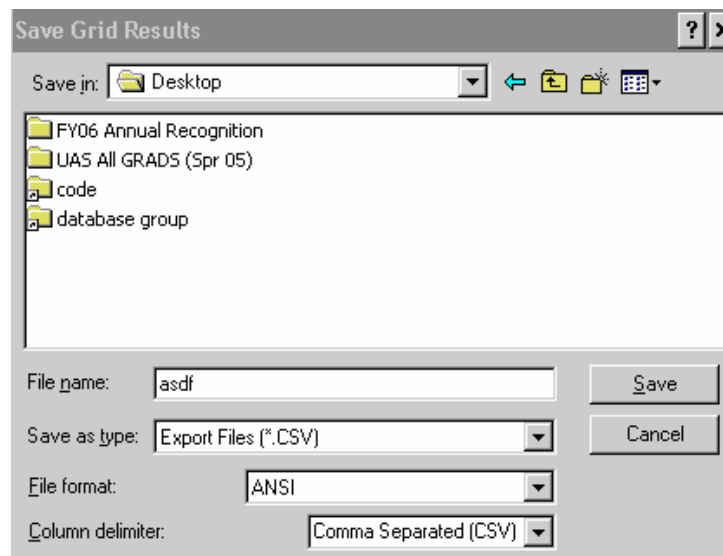 Save Grid Results ? x
Save in: Desktop
FY06 Annual Recognition
UAS All GRADS (Spr 05)
code
database group
File name: asdf Save
Save as type: Export Files (*.CSV) Cancel
File format: ANSI
Column delimiter: Comma Separated (CSV)